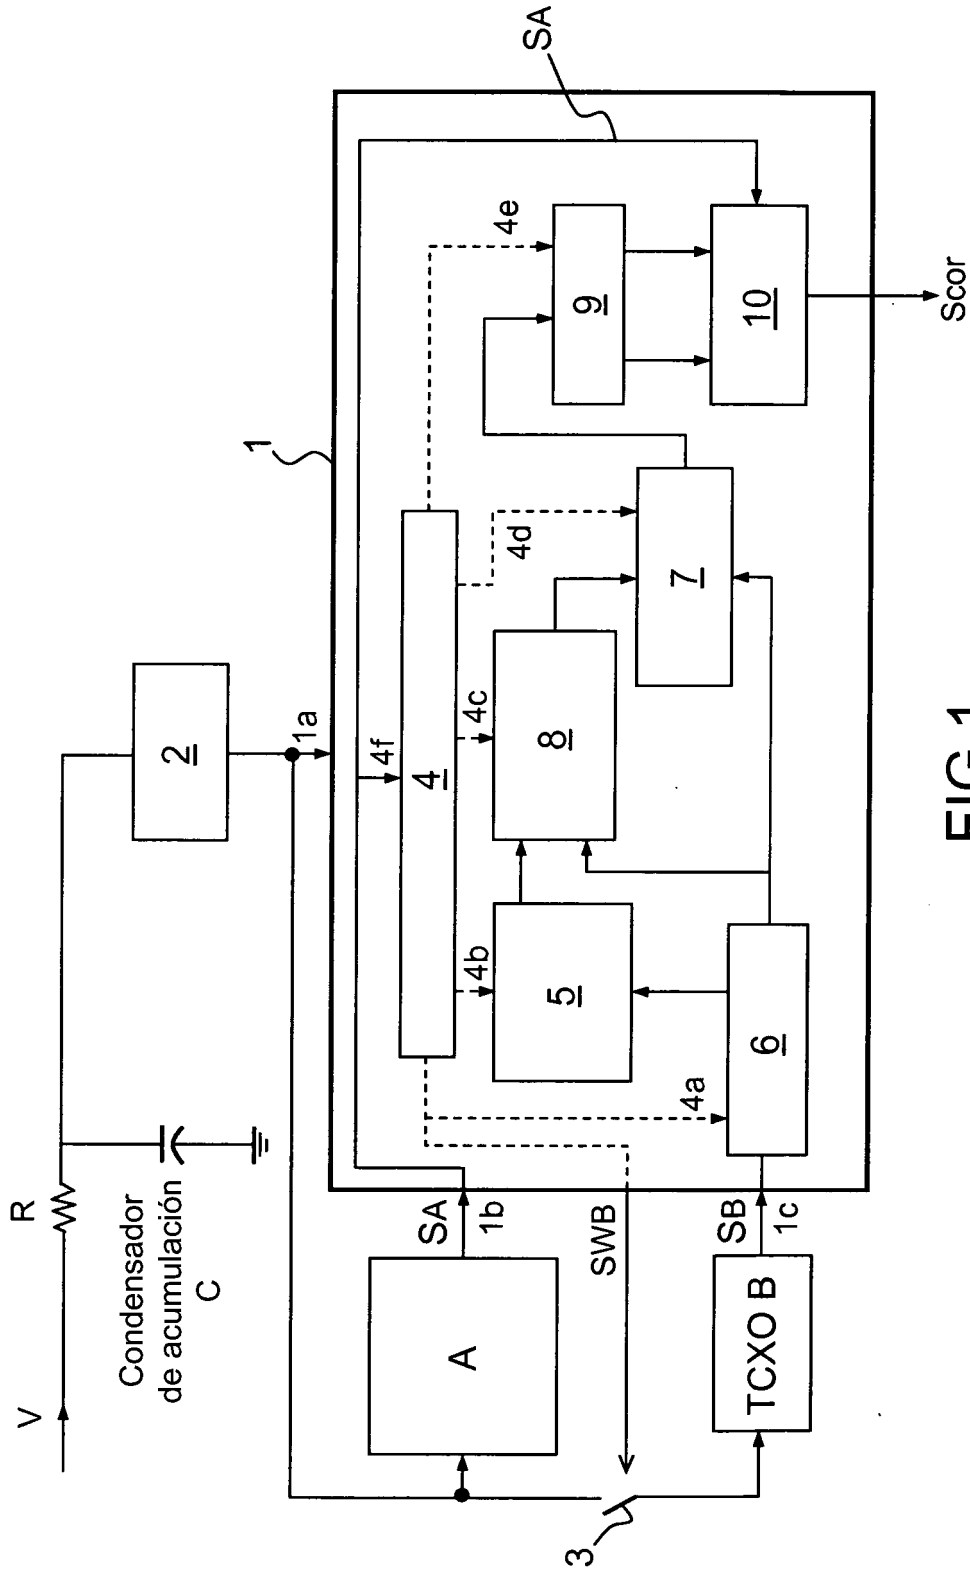 V
R
Condensador
de acumulación
C
2
1a
1
SA
A
SA
1b
4f
4
4e
4b
4c
4d
5
8
7
9
10
4a
6
SWB
3
TCXO B
SB
1c
Scor
FIG.1